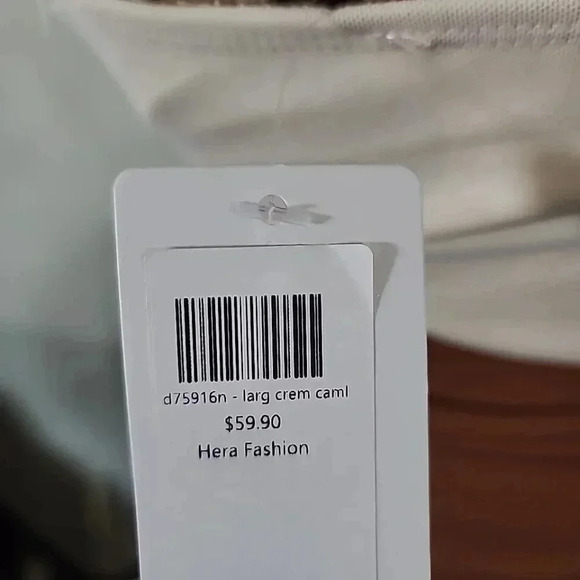 d75916n - larg crem caml
$59.90
Hera Fashion